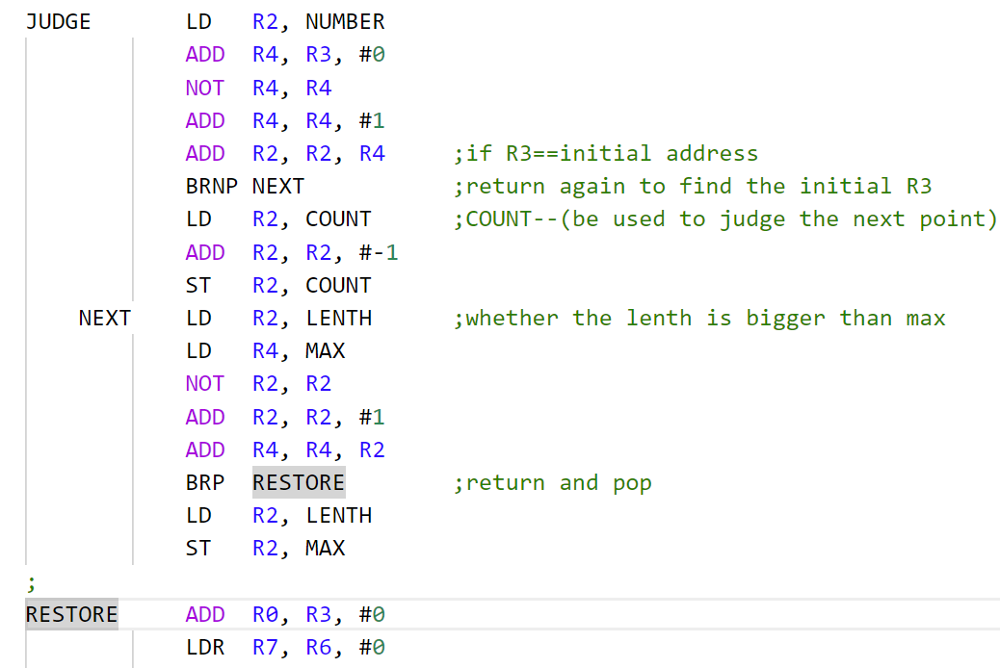 JUDGE LD R2, NUMBER
ADD R4, R3, #0
NOT R4, R4
ADD R4, R4, #1
ADD R2, R2, R4 ;if R3==initial address
BRNP NEXT ;return again to find the initial R3
LD R2, COUNT ;COUNT--(be used to judge the next point)
ADD R2, R2, #-1
ST R2, COUNT
NEXT LD R2, LENTH ;whether the lenth is bigger than max
LD R4, MAX
NOT R2, R2
ADD R2, R2, #1
ADD R4, R4, R2
BRP RESTORE ;return and pop
LD R2, LENTH
ST R2, MAX
;
RESTORE ADD R0, R3, #0
LDR R7, R6, #0